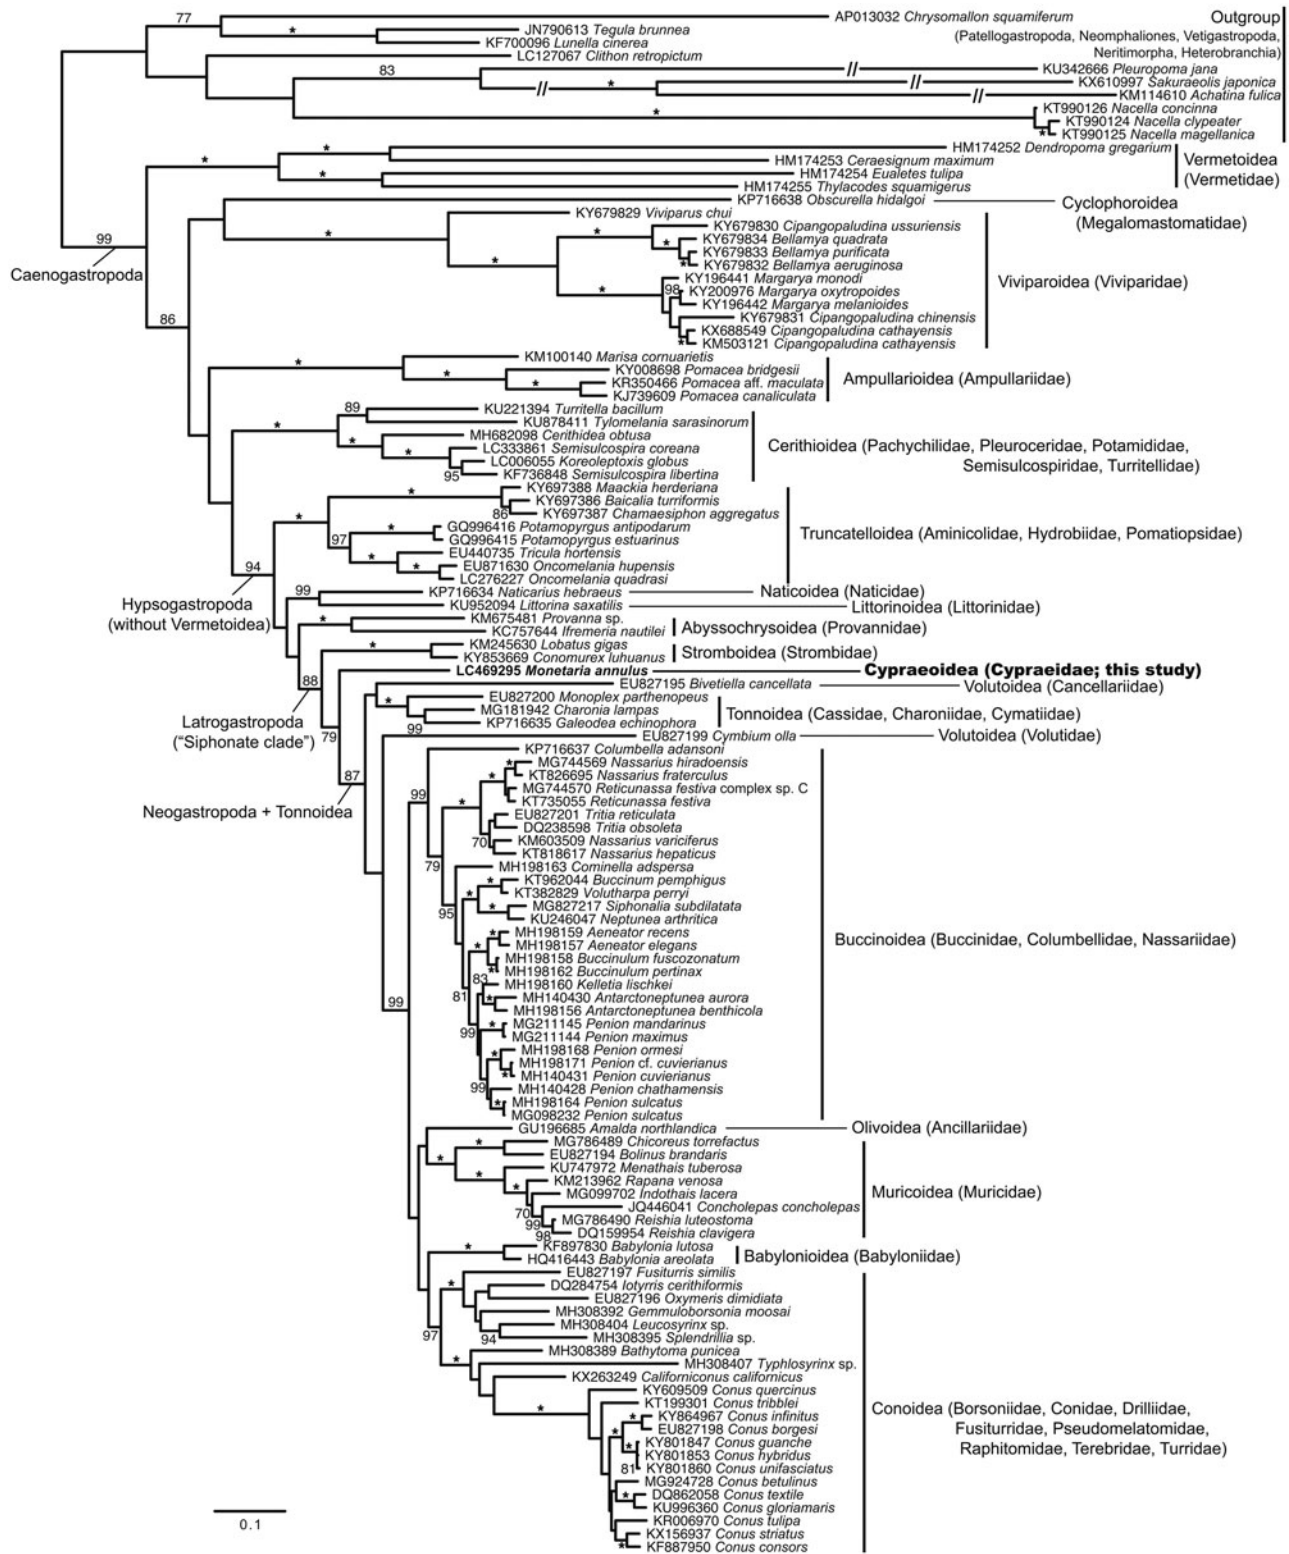 77
AP013032 Chrysomallon squamiferum
Outgroup
(Patellogastropoda, Neomphaliones, Vetigastropoda,
Neritimorpha, Heterobranchia)
*
JN790613 Tegula brunnea
KF700096 Lunella cinerea
LC127067 Clithon retropictum
83
//
KU342666 Pleuropoma jana
//
*
//
KX610997 Sakuraeolis japonica
//
KM114610 Achatina fulica
*
KT990126 Nacella concinna
KT990124 Nacella clypeater
*
KT990125 Nacella magellanica
*
*
HM174252 Dendropoma gregarium
HM174253 Ceraesignum maximum
Vermetoidea
(Vermetidae)
*
HM174254 Eualetes tulipa
HM174255 Thylacodes squamigerus
KP716638 Obscurella hidalgoi
Cyclophoroidea
(Megalomastomatidae)
99
Caenogastropoda
*
KY679829 Viviparus chui
*
*
KY679830 Cipangopaludina ussuriensis
*
KY679834 Bellamya quadrata
KY679833 Bellamya purificata
*
KY679832 Bellamya aeruginosa
Viviparoidea (Viviparidae)
*
KY196441 Margarya monodi
98
KY200976 Margarya oxytropoides
KY196442 Margarya melanioides
KY679831 Cipangopaludina chinensis
KX688549 Cipangopaludina cathayensis
*
KM503121 Cipangopaludina cathayensis
86
*
KM100140 Marisa cornuarietis
*
KY008698 Pomacea bridgesii
*
KR350466 Pomacea aff. maculata
KJ739609 Pomacea canaliculata
Ampullarioidea (Ampullariidae)
*
89
KU221394 Turritella bacillum
KU878411 Tylomelania sarasinorum
*
MH682098 Cerithidea obtusa
*
LC333861 Semisulcospira coreana
LC006055 Koreoleptoxis globus
95
KF736848 Semisulcospira libertina
Cerithioidea (Pachychilidae, Pleuroceridae, Potamididae,
Semisulcospiridae, Turritellidae)
*
*
KY697388 Maackia herderiana
KY697386 Baicalia turriformis
86
KY697387 Chamaesiphon aggregatus
97
*
GQ996416 Potamopyrgus antipodarum
GQ996415 Potamopyrgus estuarinus
*
EU440735 Tricula hortensis
*
EU871630 Oncomelania hupensis
LC276227 Oncomelania quadrasi
Truncatelloidea (Aminicolidae, Hydrobiidae, Pomatiopsidae)
94
Hypsogastropoda
(without Vermetoidea)
99
KP716634 Naticarius hebraeus
Naticoidea (Naticidae)
KU952094 Littorina saxatilis
Littorinoidea (Littorinidae)
*
KM675481 Provanna sp.
KC757644 Ifremeria nautilei
Abyssochrysoidea (Provannidae)
*
KM245630 Lobatus gigas
KY853669 Conomurex luhuanus
Stromboidea (Strombidae)
88
Latrogastropoda
("Siphonate clade")
LC469295 Monetaria annulus
Cypraeoidea (Cypraeidae; this study)
79
EU827195 Bivetiella cancellata
Volutoidea (Cancellariidae)
*
EU827200 Monoplex parthenopeus
MG181942 Charonia lampas
99
KP716635 Galeodea echinophora
Tonnoidea (Cassidae, Charoniidae, Cymatiidae)
87
Neogastropoda + Tonnoidea
EU827199 Cymbium olla
Volutoidea (Volutidae)
99
99
KP716637 Columbella adansoni
79
*
*
*
MG744569 Nassarius hiradoensis
KT826695 Nassarius fraterculus
MG744570 Reticunassa festiva complex sp. C
KT735055 Reticunassa festiva
EU827201 Tritia reticulata
DQ238598 Tritia obsoleta
70
KM603509 Nassarius variciferus
KT818617 Nassarius hepaticus
95
MH198163 Cominella adspersa
*
*
KT962044 Buccinum pemphigus
KT382829 Volutharpa perryi
*
MG827217 Siphonalia subdilatata
KU246047 Neptunea arthritica
81
*
*
MH198159 Aeneator recens
MH198157 Aeneator elegans
MH198158 Buccinulum fuscozonatum
*
MH198162 Buccinulum pertinax
83
MH198160 Kelletia lischkei
*
MH140430 Antarctoneptunea aurora
MH198156 Antarctoneptunea benthicola
99
*
MG211145 Penion mandarinus
MG211144 Penion maximus
*
MH198168 Penion ormesi
MH198171 Penion cf. cuvierianus
*
MH140431 Penion cuvierianus
99
MH140428 Penion chathamensis
*
MH198164 Penion sulcatus
MG098232 Penion sulcatus
Buccinoidea (Buccinidae, Columbellidae, Nassariidae)
GU196685 Amalda northlandica
Olivoidea (Ancillariidae)
*
*
MG786489 Chicoreus torrefactus
EU827194 Bolinus brandaris
*
KU747972 Menathais tuberosa
*
KM213962 Rapana venosa
70
MG099702 Indothais lacera
99
JQ446041 Concholepas concholepas
98
MG786490 Reishia luteostoma
DQ159954 Reishia clavigera
Muricoidea (Muricidae)
*
KF897830 Babylonia lutosa
HQ416443 Babylonia areolata
Babylonioidea (Babyloniidae)
97
*
EU827197 Fusiturris similis
DQ284754 Iotyrris cerithiformis
EU827196 Oxymeris dimidiata
MH308392 Gemmuloborsonia moosai
MH308404 Leucosyrinx sp.
94
MH308395 Splendrillia sp.
*
MH308389 Bathytoma punicea
MH308407 Typhlosyrinx sp.
KX263249 Californiconus californicus
*
KY609509 Conus quercinus
KT199301 Conus tribblei
*
*
KY864967 Conus infinitus
EU827198 Conus borgesi
*
KY801847 Conus guanche
KY801853 Conus hybridus
81
KY801860 Conus unifasciatus
MG924728 Conus betulinus
*
DQ862058 Conus textile
KU996360 Conus gloriamaris
KR006970 Conus tulipa
KX156937 Conus striatus
*
KF887950 Conus consors
Conoidea (Borsoniidae, Conidae, Drilliidae,
Fusiturridae, Pseudomelatomidae,
Raphitomidae, Terebridae, Turridae)
0.1